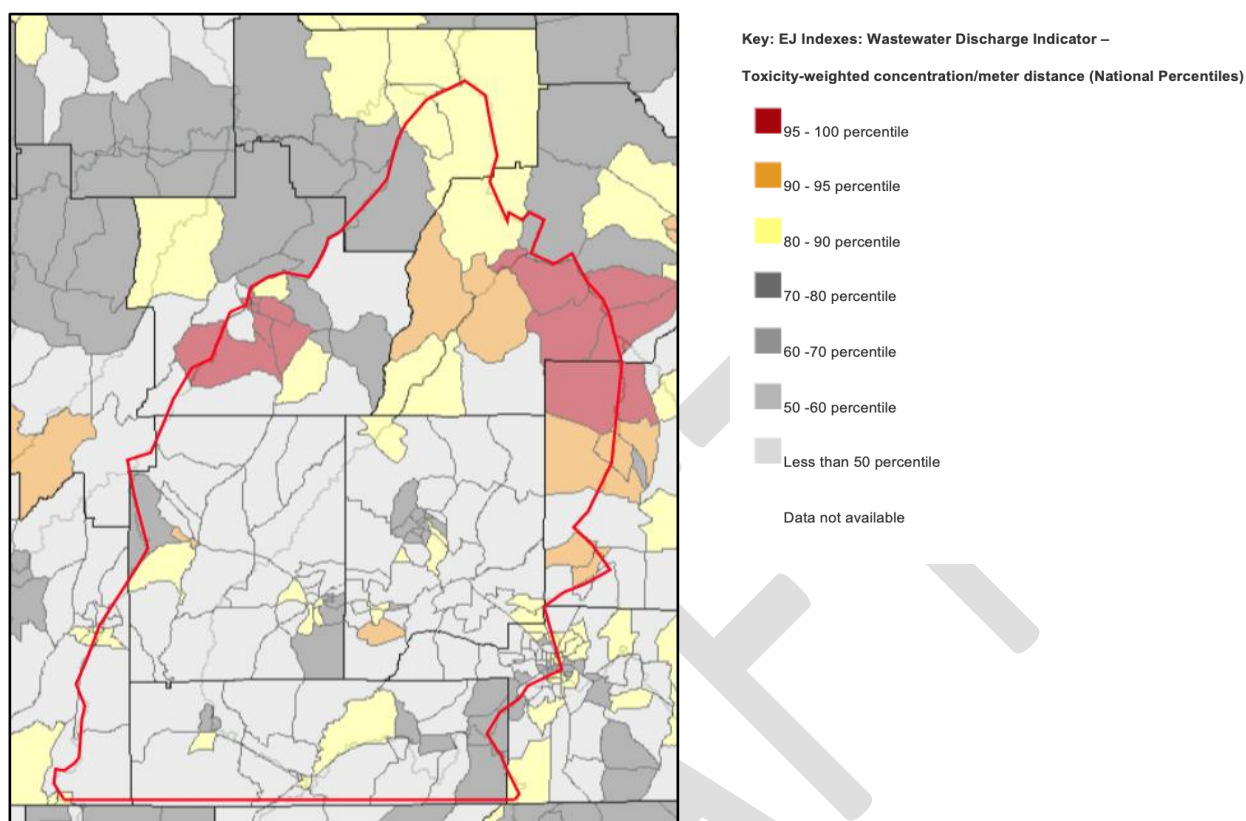 Key: EJ Indexes: Wastewater Discharge Indicator –
Toxicity-weighted concentration/meter distance (National Percentiles)
95 - 100 percentile
90 - 95 percentile
80 - 90 percentile
70 -80 percentile
60 -70 percentile
50 -60 percentile
Less than 50 percentile
Data not available